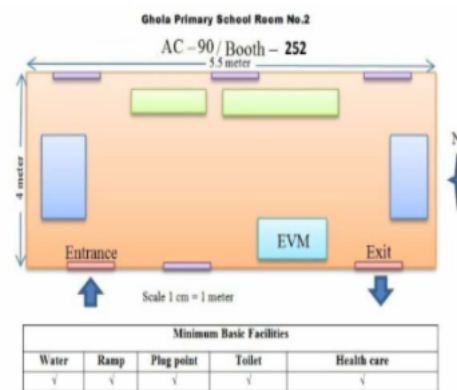 Ghola Primary School Room No.2
AC -90/Booth- 252
5.5 meter
4 meter
N
EVM
Entrance
Exit
Scale 1 cm = 1 meter
Minimum Basic Facilities
Water Ramp Plug point Toilet Health care
√ √ √ √ √